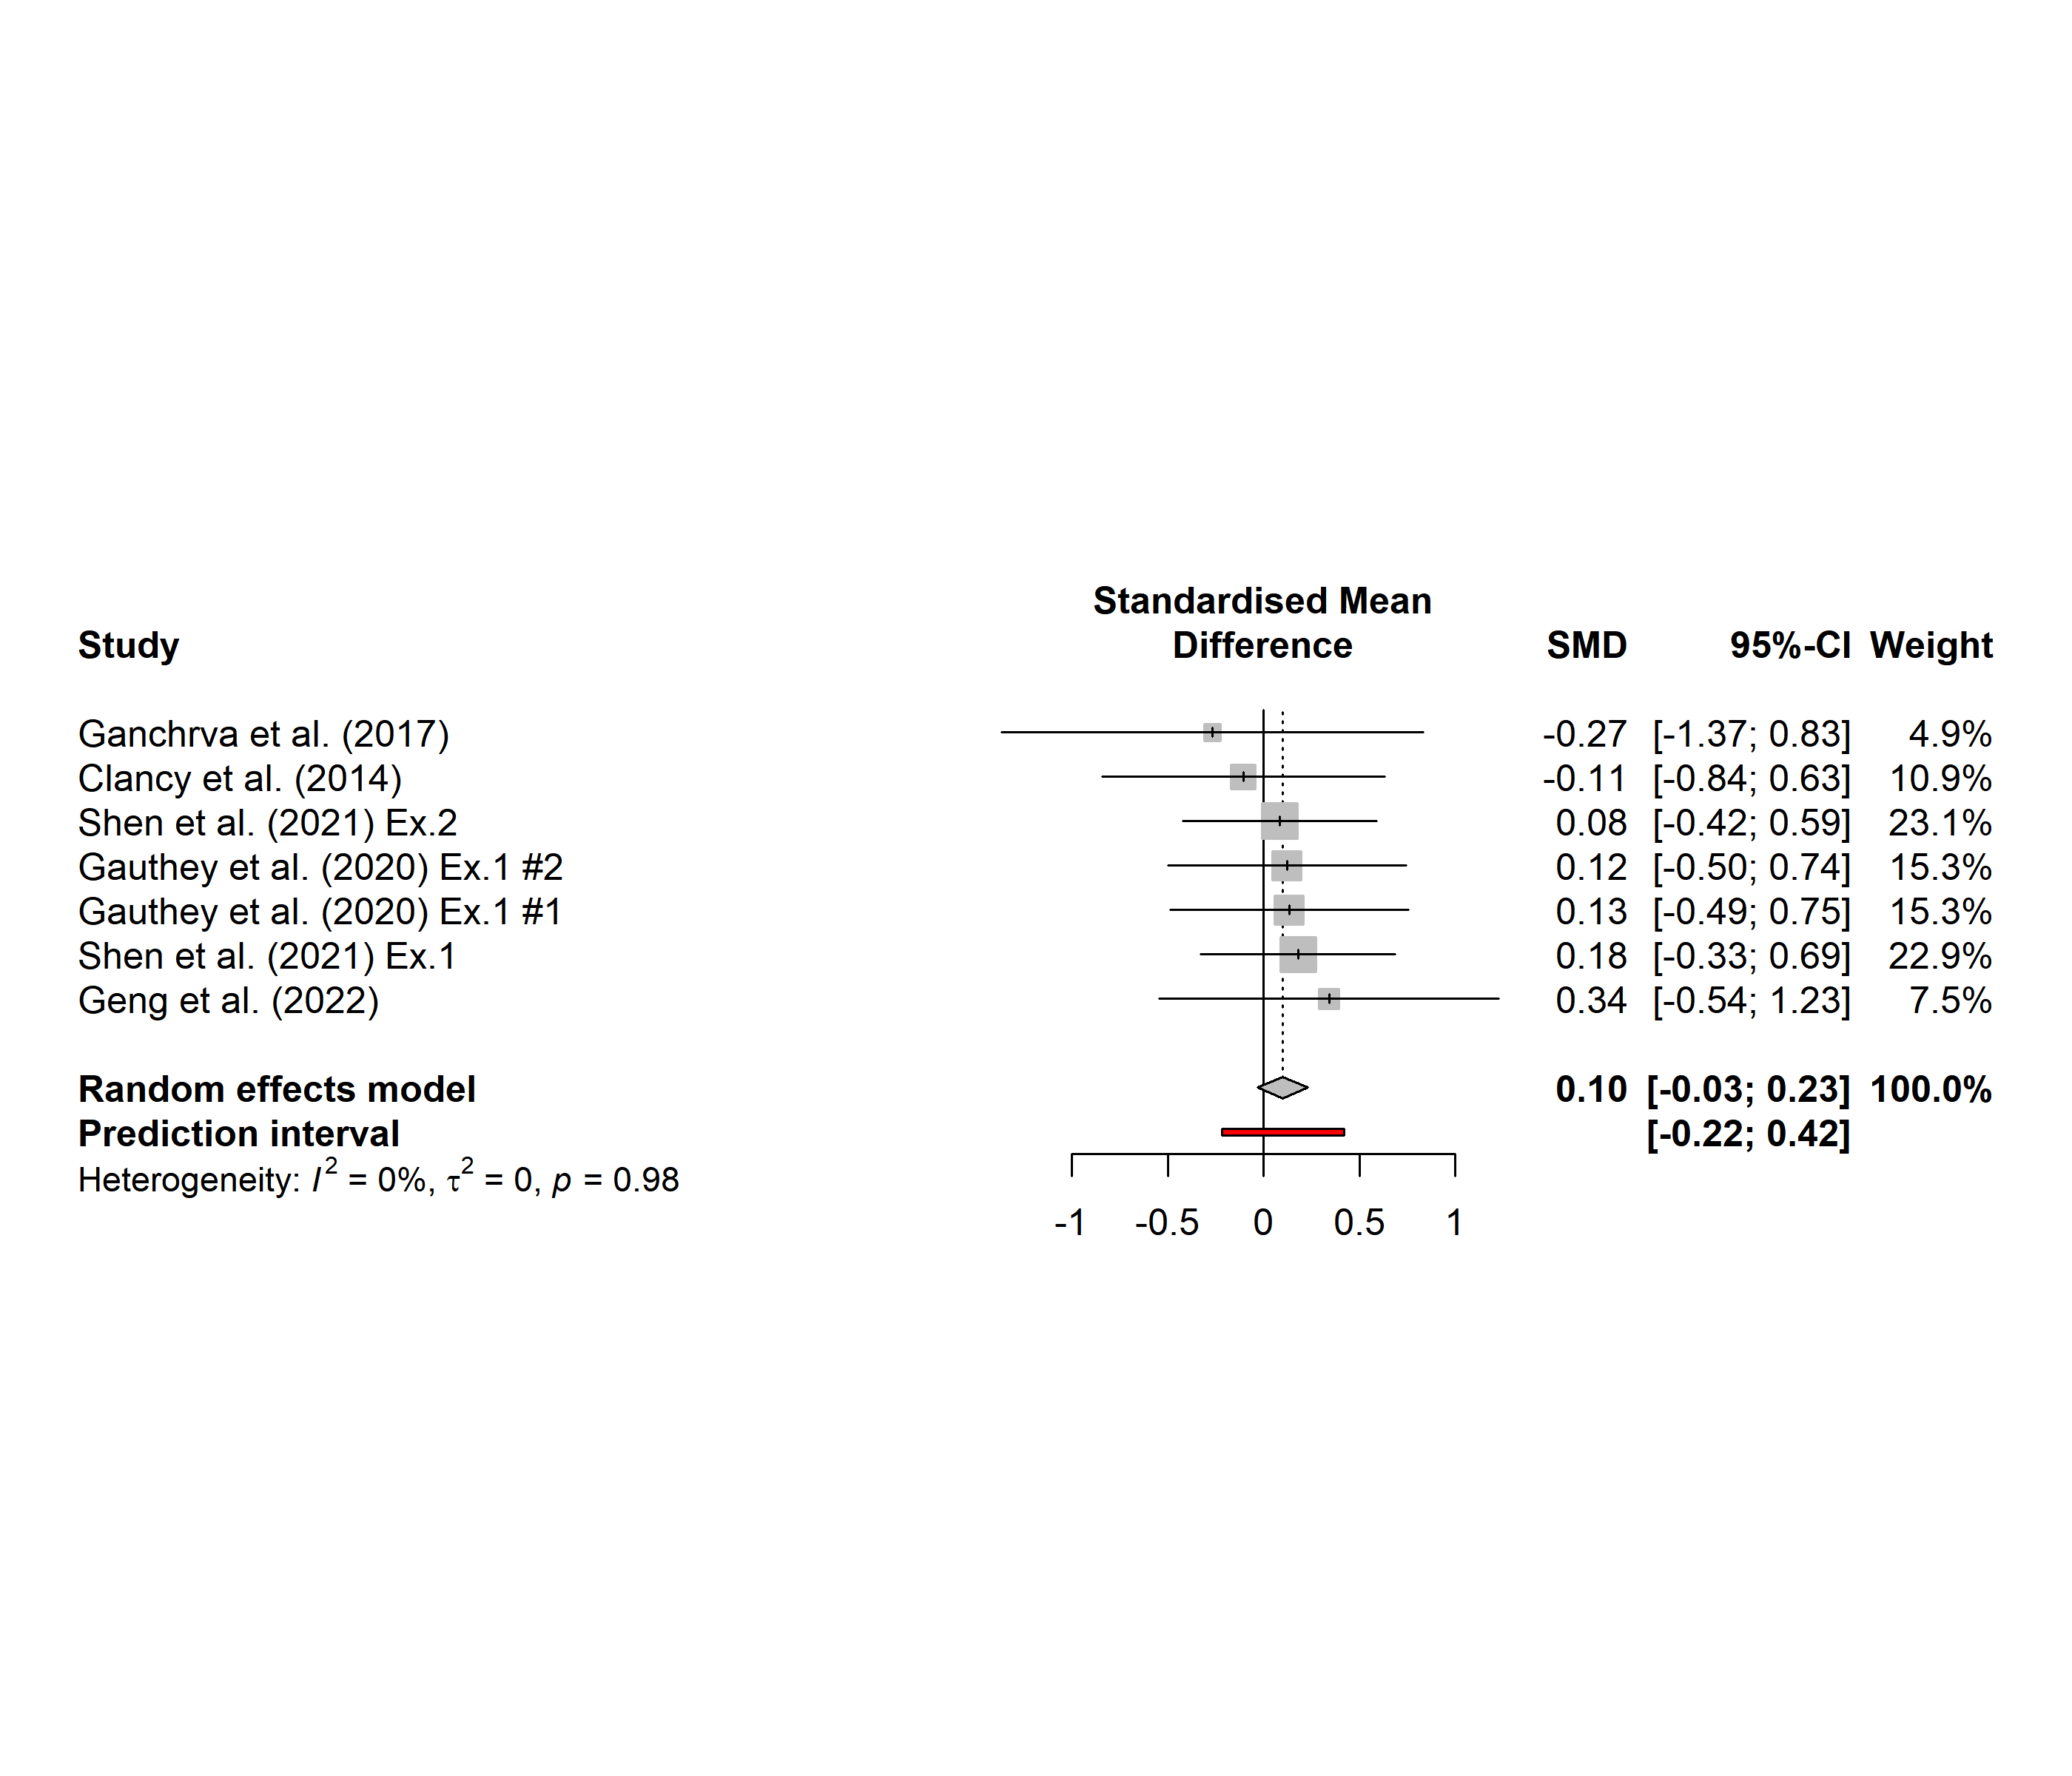 Standardised Mean
Study Difference SMD 95%-CI Weight
Ganchrva et al. (2017) -0.27 [-1.37; 0.83] 4.9%
Clancy et al. (2014) -0.11 [-0.84; 0.63] 10.9%
Shen et al. (2021) Ex.2 0.08 [-0.42; 0.59] 23.1%
Gauthey et al. (2020) Ex.1 #2 0.12 [-0.50; 0.74] 15.3%
Gauthey et al. (2020) Ex.1 #1 0.13 [-0.49; 0.75] 15.3%
Shen et al. (2021) Ex.1 0.18 [-0.33; 0.69] 22.9%
Geng et al. (2022) 0.34 [-0.54; 1.23] 7.5%
Random effects model 0.10 [-0.03; 0.23] 100.0%
Prediction interval [-0.22; 0.42]
Heterogeneity: I² = 0%, τ² = 0, p = 0.98
-1 -0.5 0 0.5 1